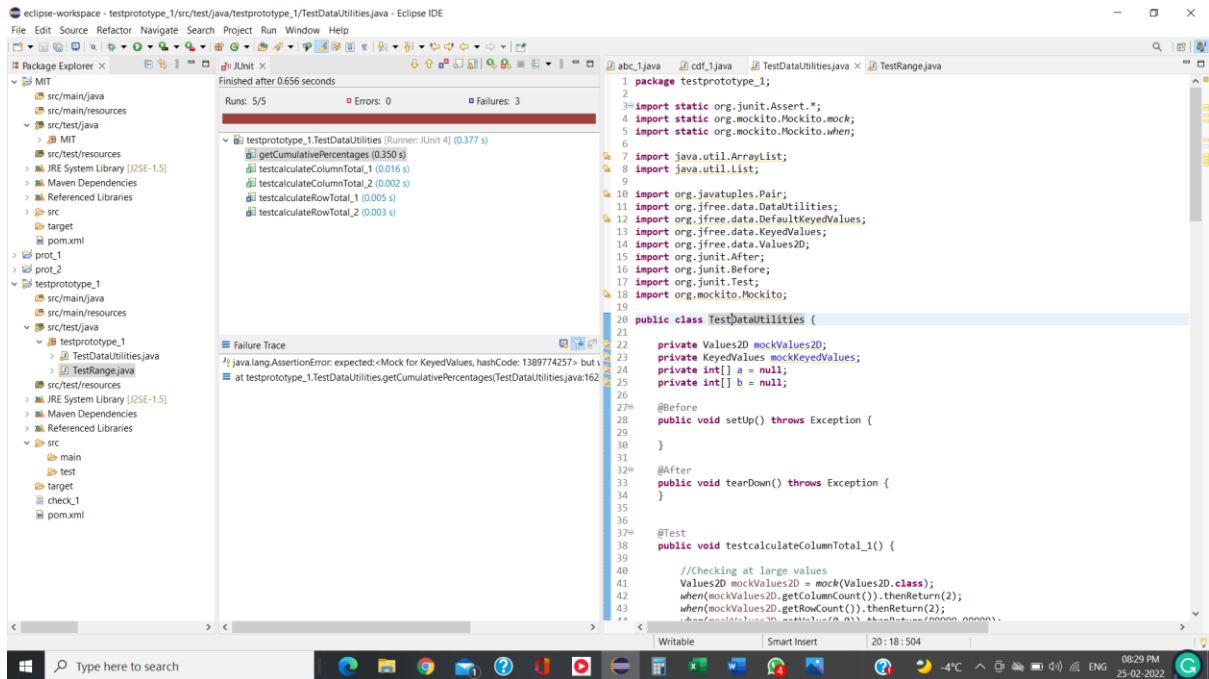 eclipse-workspace - testprototype_1/src/test/java/testprototype_1/TestDataUtilities.java - Eclipse IDE
File Edit Source Refactor Navigate Search Project Run Window Help
Package Explorer
MIT
src/main/java
src/main/resources
src/test/java
MIT
src/test/resources
JRE System Library [J2SE-1.5]
Maven Dependencies
Referenced Libraries
src
target
pom.xml
prot_1
prot_2
testprototype_1
src/main/java
src/main/resources
src/test/java
testprototype_1
TestDataUtilities.java
TestRange.java
src/test/resources
JRE System Library [J2SE-1.5]
Maven Dependencies
Referenced Libraries
src
main
test
target
check_1
pom.xml
JUnit
Finished after 0.656 seconds
Runs: 5/5 Errors: 0 Failures: 3
testprototype_1.TestDataUtilities [Runner: JUnit 4] (0.377 s)
getCumulativePercentages (0.350 s)
testcalculateColumnTotal_1 (0.016 s)
testcalculateColumnTotal_2 (0.002 s)
testcalculateRowTotal_1 (0.005 s)
testcalculateRowTotal_2 (0.003 s)
Failure Trace
java.lang.AssertionError: expected:<Mock for KeyedValues, hashCode: 1389774257> but
at testprototype_1.TestDataUtilities.getCumulativePercentages(TestDataUtilities.java:162
abc_1.java cdf_1.java TestDataUtilities.java TestRange.java
1 package testprototype_1;
2
3 import static org.junit.Assert.*;
4 import static org.mockito.Mockito.mock;
5 import static org.mockito.Mockito.when;
6
7 import java.util.ArrayList;
8 import java.util.List;
9
10 import org.javatuples.Pair;
11 import org.jfree.data.DataUtilities;
12 import org.jfree.data.DefaultKeyedValues;
13 import org.jfree.data.KeyedValues;
14 import org.jfree.data.Values2D;
15 import org.junit.After;
16 import org.junit.Before;
17 import org.junit.Test;
18 import org.mockito.Mockito;
19
20 public class TestDataUtilities {
21
22 private Values2D mockValues2D;
23 private KeyedValues mockKeyedValues;
24 private int[] a = null;
25 private int[] b = null;
26
27 @Before
28 public void setUp() throws Exception {
29
30 }
31
32 @After
33 public void tearDown() throws Exception {
34 }
35
36
37 @Test
38 public void testcalculateColumnTotal_1() {
39
40 //Checking at large values
41 Values2D mockValues2D = mock(Values2D.class);
42 when(mockValues2D.getColumnCount()).thenReturn(2);
43 when(mockValues2D.getRowCount()).thenReturn(2);
Writable Smart Insert 20 : 18 : 504
Type here to search
-4°C ENG 08:29 PM
25-02-2022